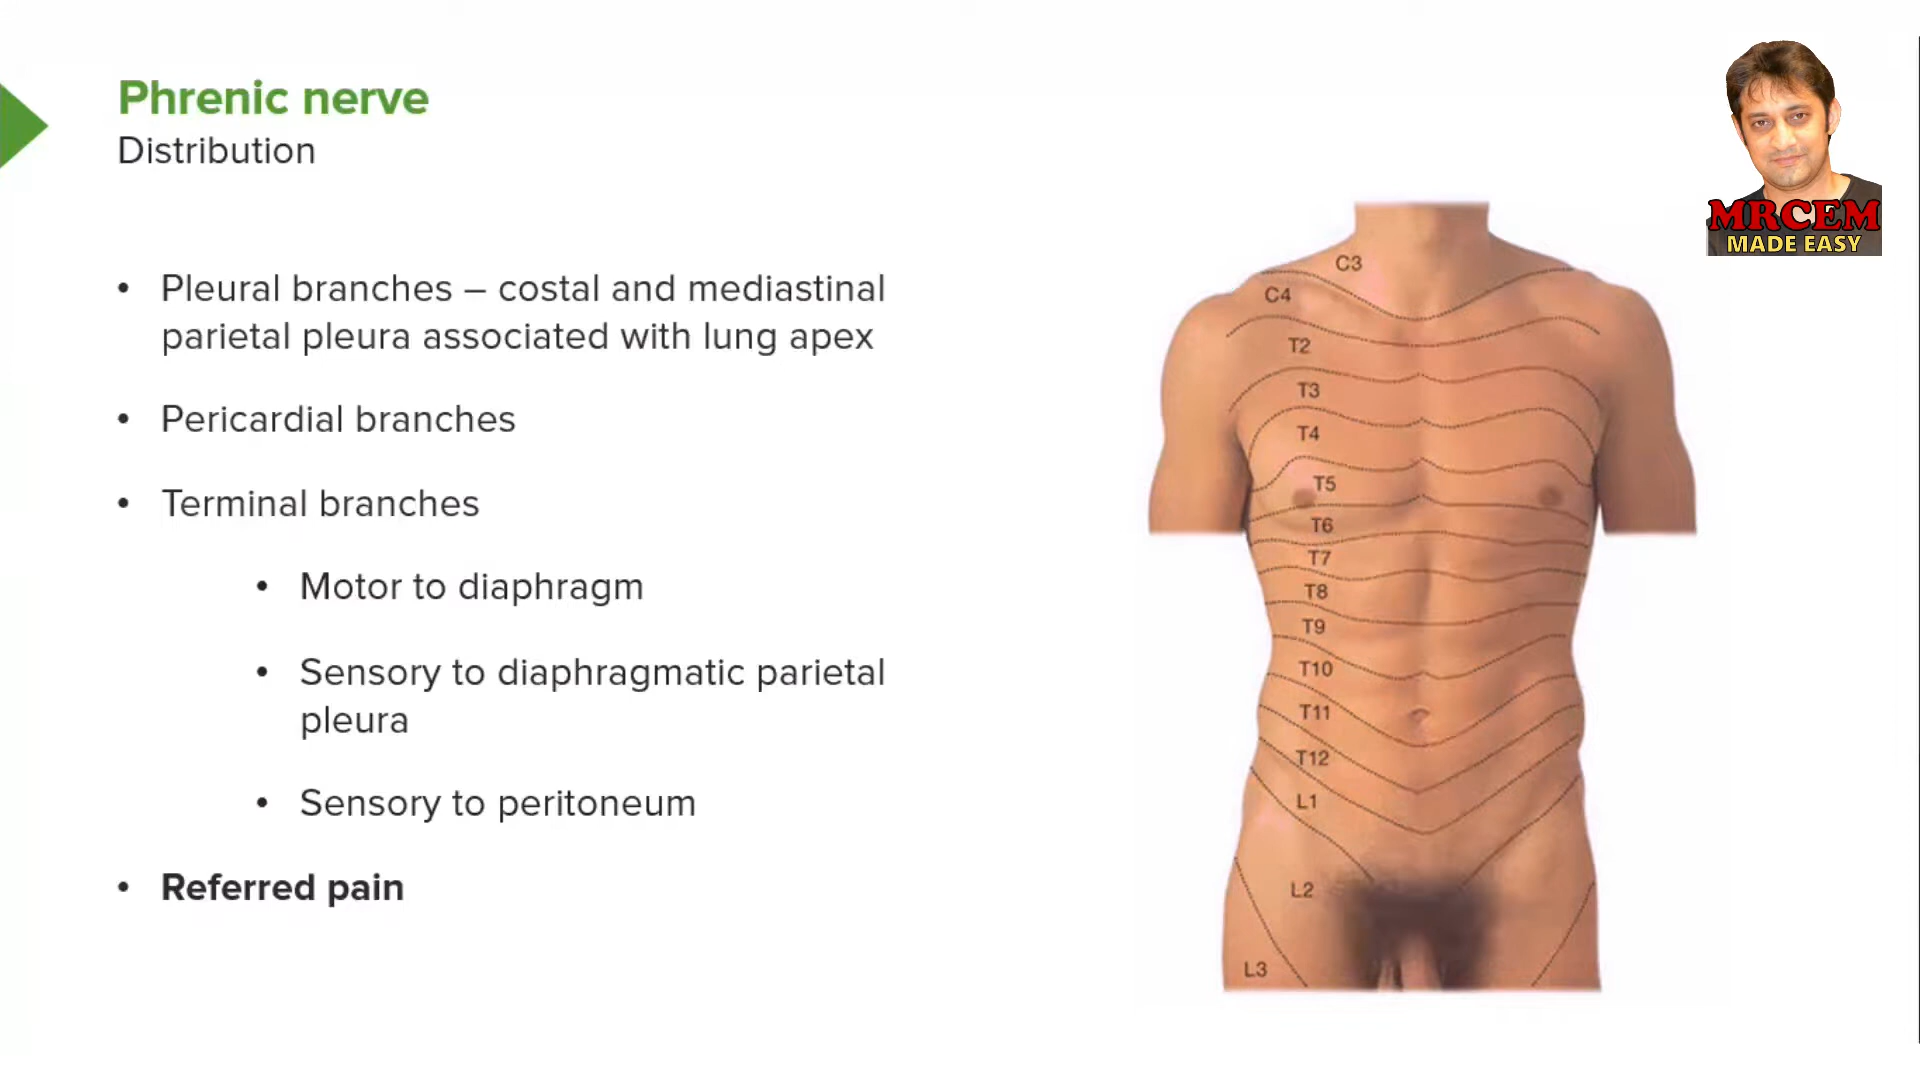 Phrenic nerve
Distribution
• Pleural branches – costal and mediastinal
parietal pleura associated with lung apex
• Pericardial branches
• Terminal branches
• Motor to diaphragm
• Sensory to diaphragmatic parietal
pleura
• Sensory to peritoneum
• Referred pain
MRCEM
MADE EASY
C3
C4
T2
T3
T4
T5
T6
T7
T8
T9
T10
T11
T12
L1
L2
L3